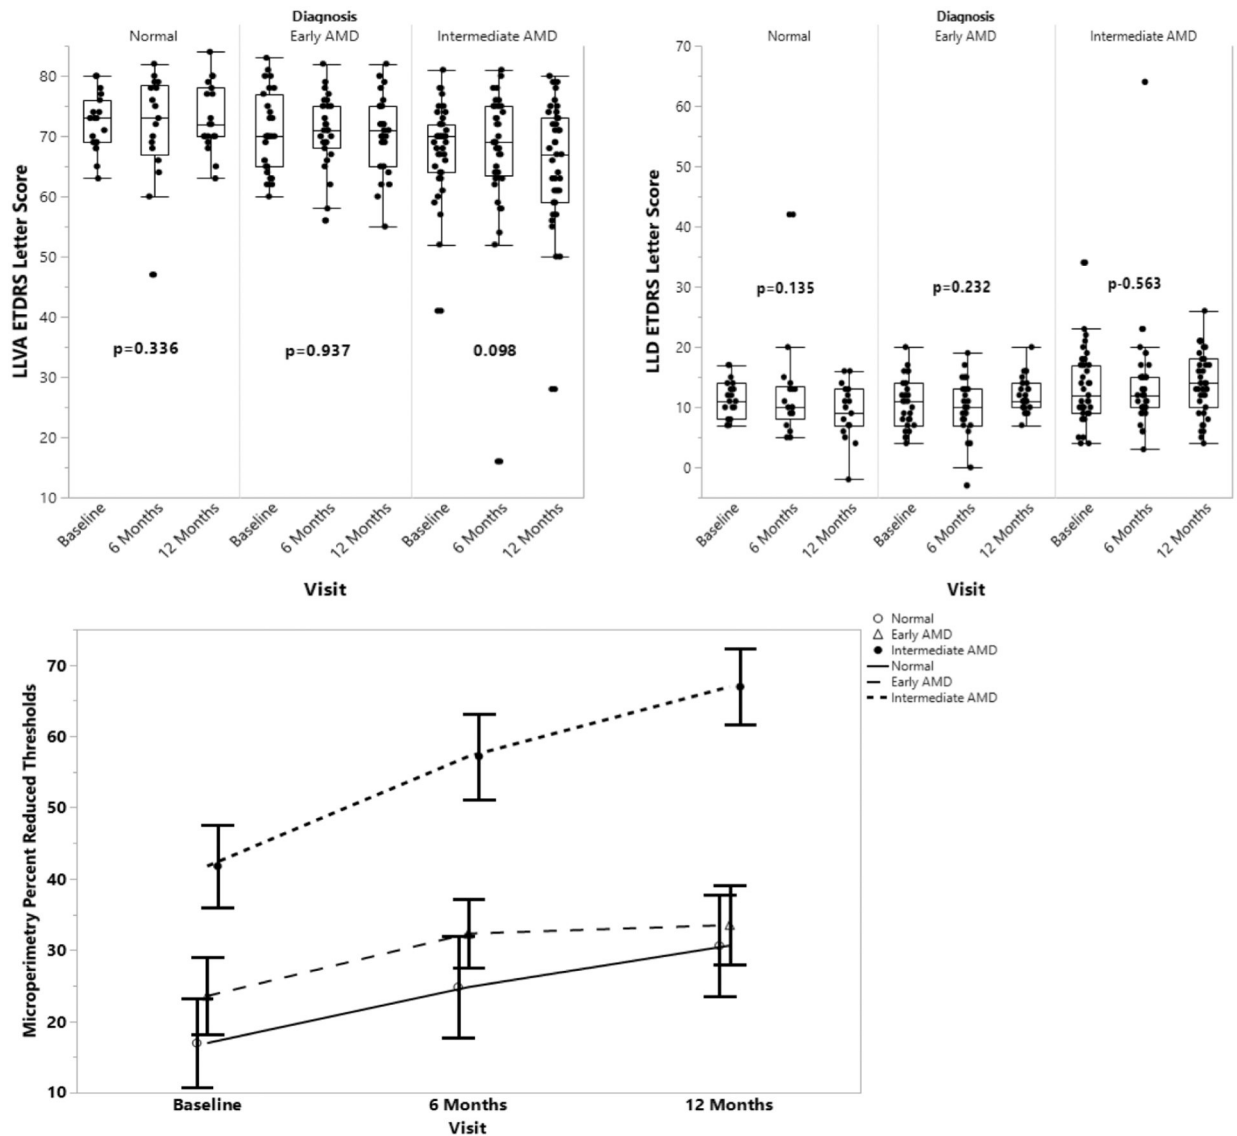 Diagnosis
Normal Early AMD Intermediate AMD
LLVA ETDRS Letter Score
80
70
60
50
40
30
20
10
p=0.336 p=0.937 0.098
Baseline 6 Months 12 Months Baseline 6 Months 12 Months Baseline 6 Months 12 Months
Visit
Diagnosis
Normal Early AMD Intermediate AMD
LLD ETDRS Letter Score
70
60
50
40
30
20
10
0
p=0.135 p=0.232 p-0.563
Baseline 6 Months 12 Months Baseline 6 Months 12 Months Baseline 6 Months 12 Months
Visit
Normal
Early AMD
Intermediate AMD
Normal
Early AMD
Intermediate AMD
Microperimetry Percent Reduced Thresholds
70
60
50
40
30
20
10
Baseline 6 Months 12 Months
Visit